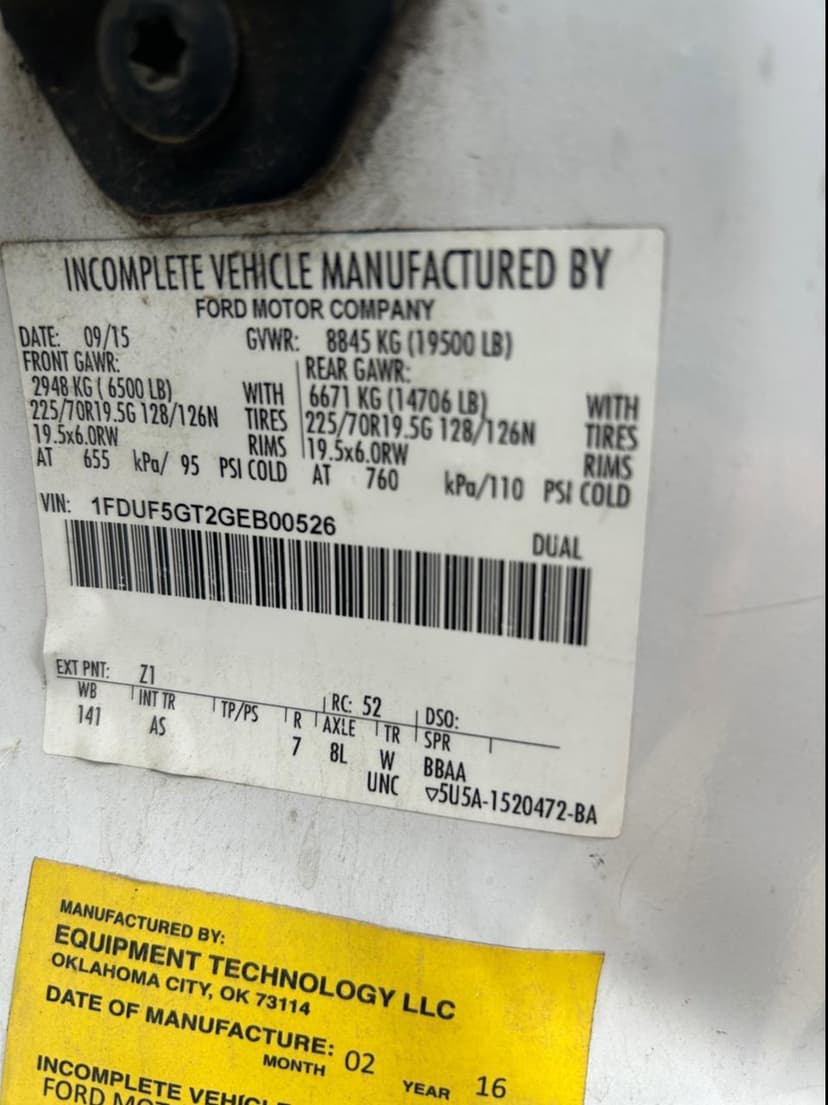 INCOMPLETE VEHICLE MANUFACTURED BY
FORD MOTOR COMPANY
DATE: 09/15 GVWR: 8845 KG (19500 LB)
FRONT GAWR: REAR GAWR:
2948 KG ( 6500 LB) WITH 6671 KG (14706 LB) WITH
225/70R19.5G 128/126N TIRES 225/70R19.5G 128/126N TIRES
19.5x6.0RW RIMS 19.5x6.0RW RIMS
AT 655 kPa/ 95 PSI COLD AT 760 kPa/110 PSI COLD
VIN: 1FDUF5GT2GEB00526
DUAL
EXT PNT: Z1 RC: 52 DSO:
WB INT TR TP/PS R AXLE TR SPR
141 AS 7 8L W BBAA
UNC ▽5U5A-1520472-BA
MANUFACTURED BY:
EQUIPMENT TECHNOLOGY LLC
OKLAHOMA CITY, OK 73114
DATE OF MANUFACTURE: 02 16
MONTH YEAR
INCOMPLETE
FORD